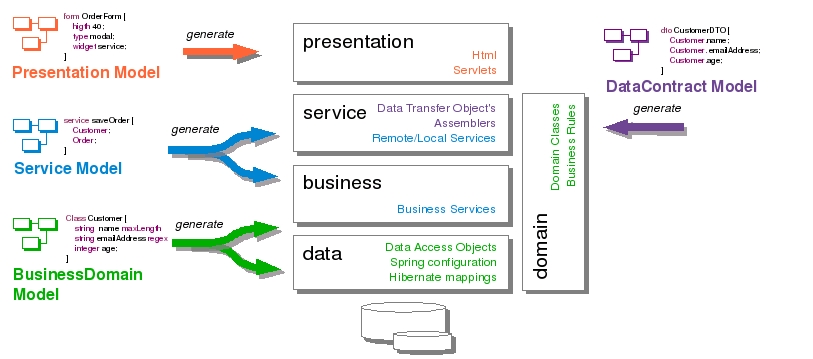 form OrderForm [
higth 40;
type modal;
widget service;
]
Presentation Model
generate
presentation
Html
Servlets
dto CustomerDTO [
Customer.name;
Customer.emailAddress;
Customer.age;
]
DataContract Model
generate
service saveOrder [
Customer;
Order;
]
Service Model
generate
service
Data Transfer Object's
Assemblers
Remote/Local Services
business
Business Services
Class Customer [
string name maxLength
string emailAddress regex
integer age;
]
BusinessDomain
Model
generate
data
Data Access Objects
Spring configuration
Hibernate mappings
domain
Domain Classes
Business Rules